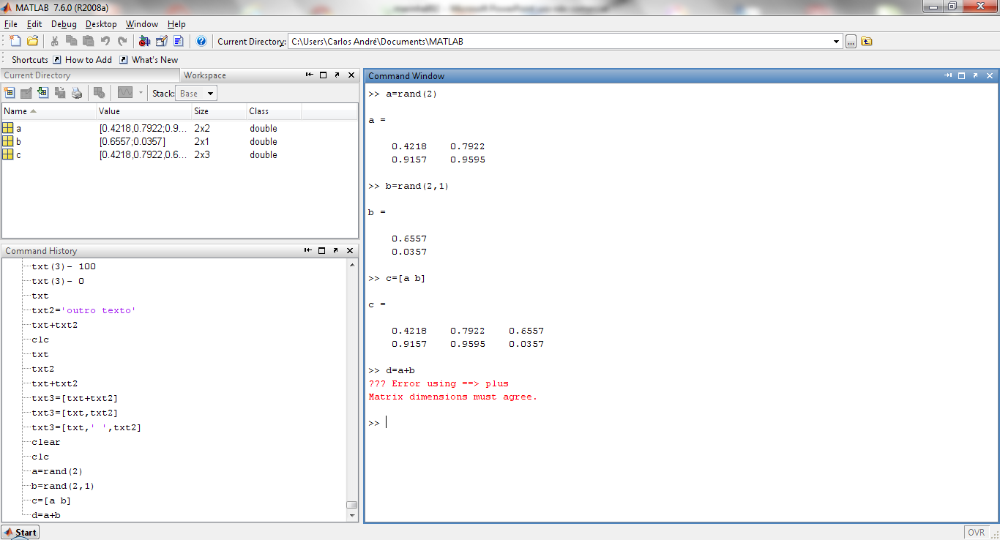 MATLAB 7.6.0 (R2008a)
File Edit Debug Desktop Window Help
Current Directory: C:\Users\Carlos André\Documents\MATLAB ...
Shortcuts How to Add What's New
Current Directory Workspace
Stack: Base
Name Value Size Class
a [0.4218,0.7922;0.9... 2x2 double
b [0.6557;0.0357] 2x1 double
c [0.4218,0.7922,0.6... 2x3 double
Command History
txt(3)- 100
txt(3)- 0
txt
txt2='outro texto'
txt+txt2
clc
txt
txt2
txt+txt2
txt3=[txt+txt2]
txt3=[txt,txt2]
txt3=[txt,' ',txt2]
clear
clc
a=rand(2)
b=rand(2,1)
c=[a b]
d=a+b
Command Window
>> a=rand(2)
a =
0.4218 0.7922
0.9157 0.9595
>> b=rand(2,1)
b =
0.6557
0.0357
>> c=[a b]
c =
0.4218 0.7922 0.6557
0.9157 0.9595 0.0357
>> d=a+b
??? Error using ==> plus
Matrix dimensions must agree.
>>
Start
OVR